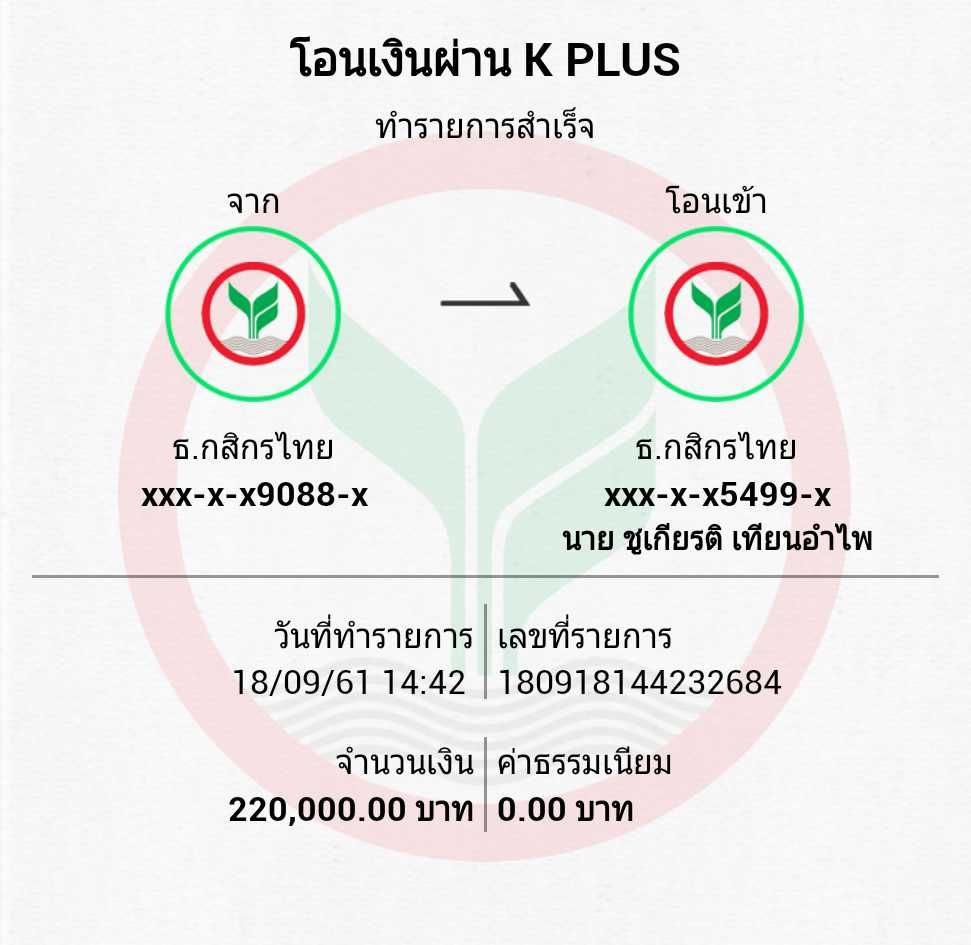 โอนเงินผ่าน K PLUS
ทำรายการสำเร็จ
จาก
โอนเข้า
ธ.กสิกรไทย
xxx-x-x9088-x
ธ.กสิกรไทย
xxx-x-x5499-x
นาย ชูเกียรติ เทียนอำไพ
วันที่ทำรายการ
18/09/61 14:42
เลขที่รายการ
180918144232684
จำนวนเงิน
220,000.00 บาท
ค่าธรรมเนียม
0.00 บาท